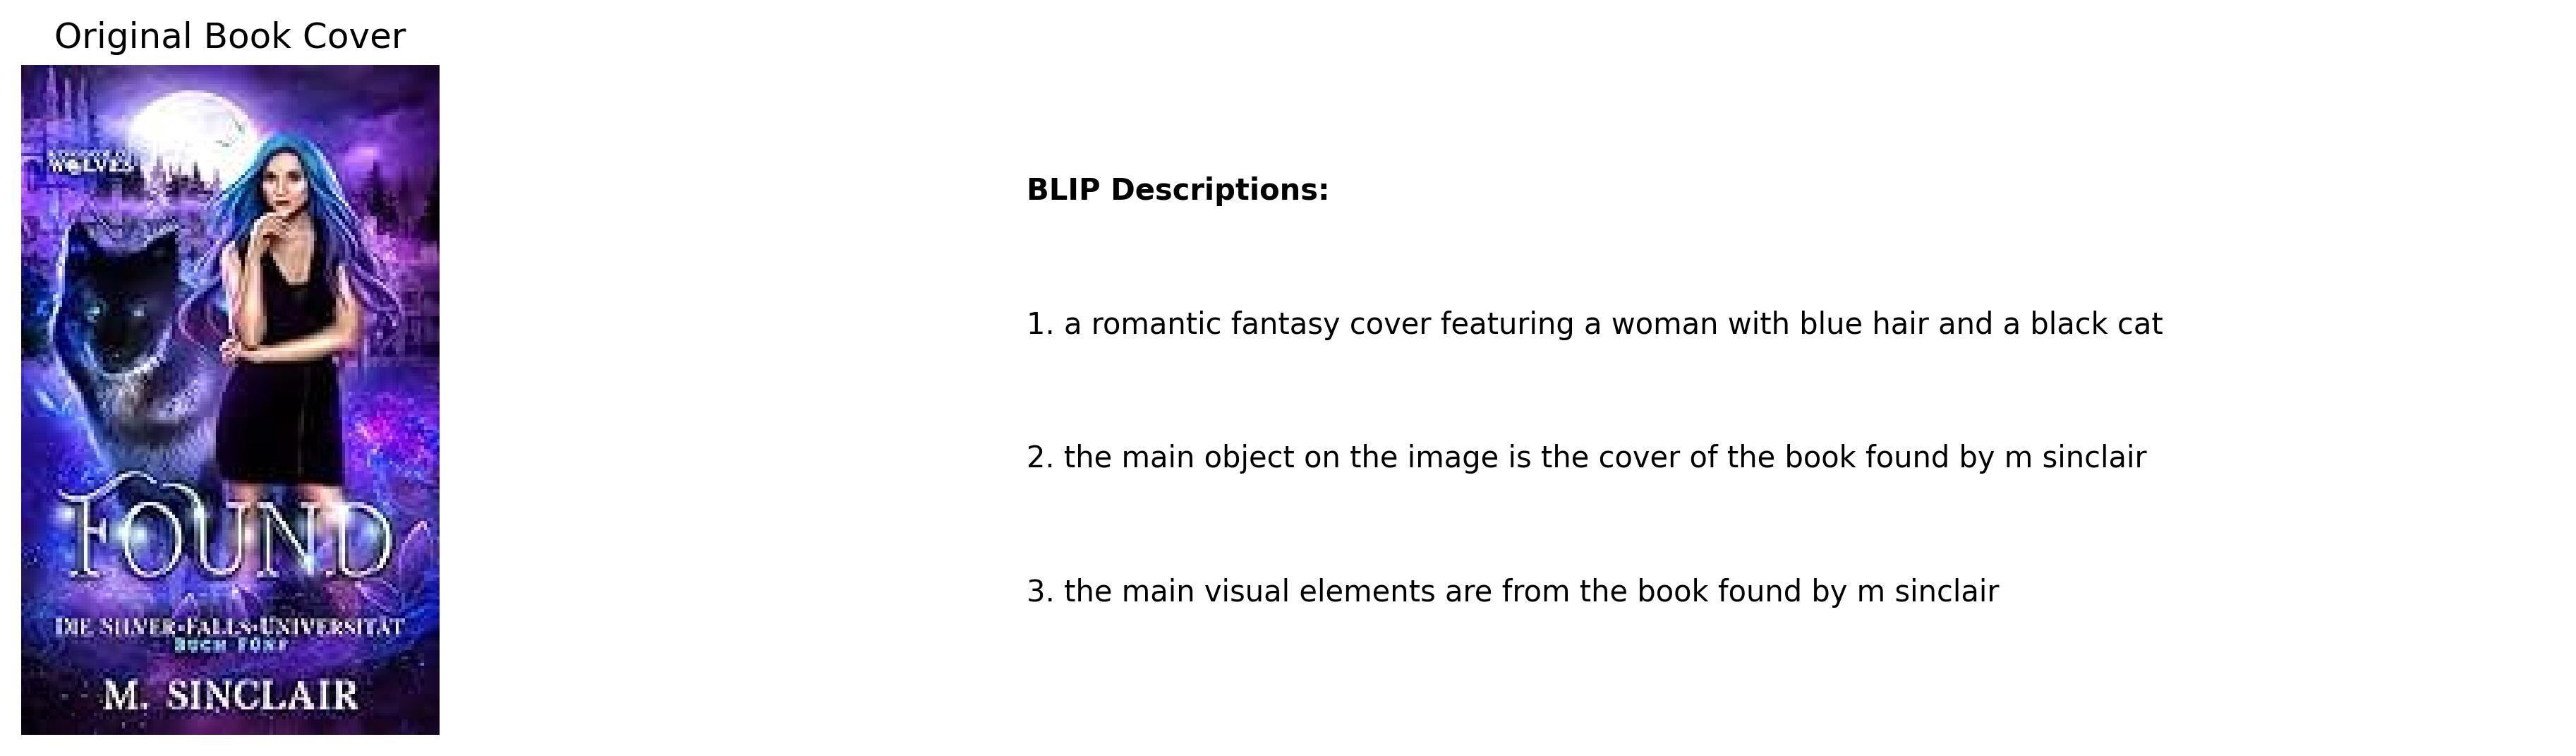 Original Book Cover
WOLVES
FOUND
DIE SILVER-FALLS-UNIVERSITÄT
BUCH FÜNF
M. SINCLAIR
BLIP Descriptions:
1. a romantic fantasy cover featuring a woman with blue hair and a black cat
2. the main object on the image is the cover of the book found by m sinclair
3. the main visual elements are from the book found by m sinclair